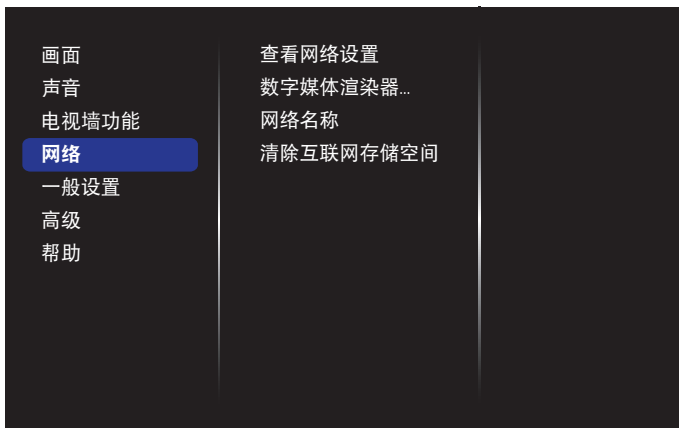 画面
声音
电视墙功能
网络
一般设置
高级
帮助
查看网络设置
数字媒体渲染器...
网络名称
清除互联网存储空间